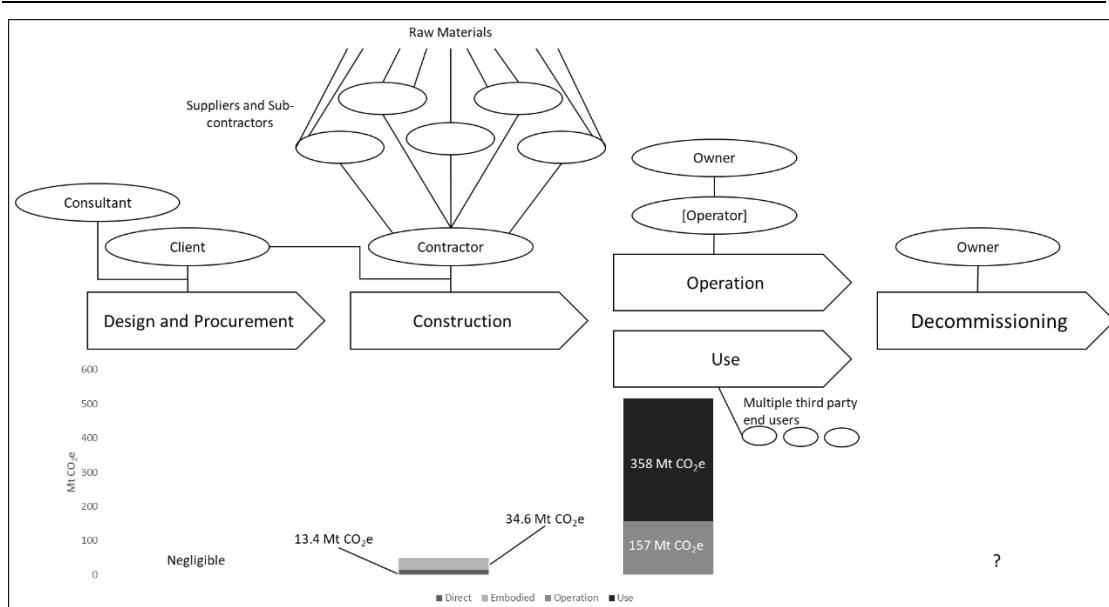 Raw Materials
Suppliers and Sub-
contractors
Owner
Consultant
[Operator]
Client
Contractor
Owner
Operation
Design and Procurement
Construction
Decommissioning
Use
Multiple third party
end users
Mt CO₂e
600
500
400
300
200
100
0
358 Mt CO₂e
34.6 Mt CO₂e
13.4 Mt CO₂e
157 Mt CO₂e
Negligible
?
Direct Embodied Operation Use